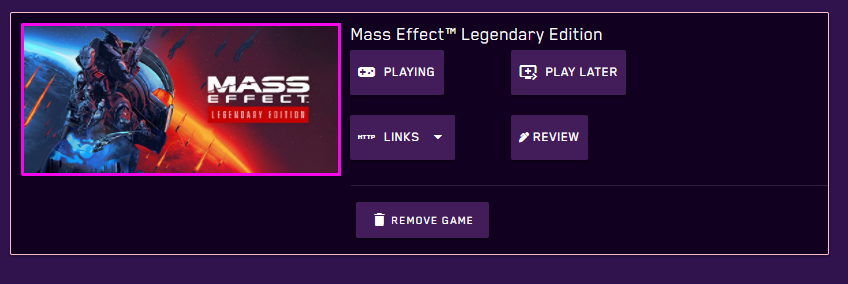 MASS
EFFECT
LEGENDARY EDITION
Mass Effect™ Legendary Edition
PLAYING
PLAY LATER
HTTP LINKS
REVIEW
REMOVE GAME